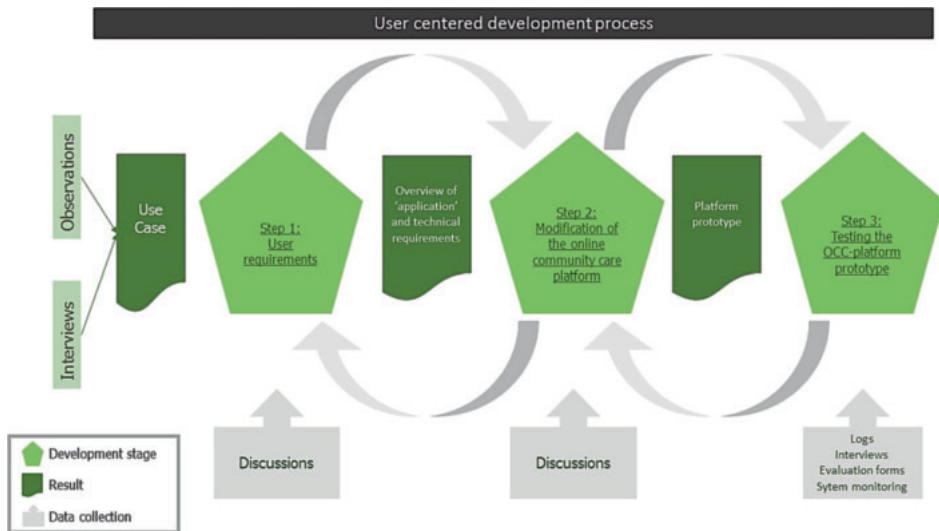 User centered development process
Observations
Interviews
Use
Case
Step 1:
User
requirements
Overview of
'application'
and technical
requirements
Step 2:
Modification of
the online
community care
platform
Platform
prototype
Step 3:
Testing the
OCC-platform
prototype
Discussions
Discussions
Logs
Interviews
Evaluation forms
Sytem monitoring
Development stage
Result
Data collection